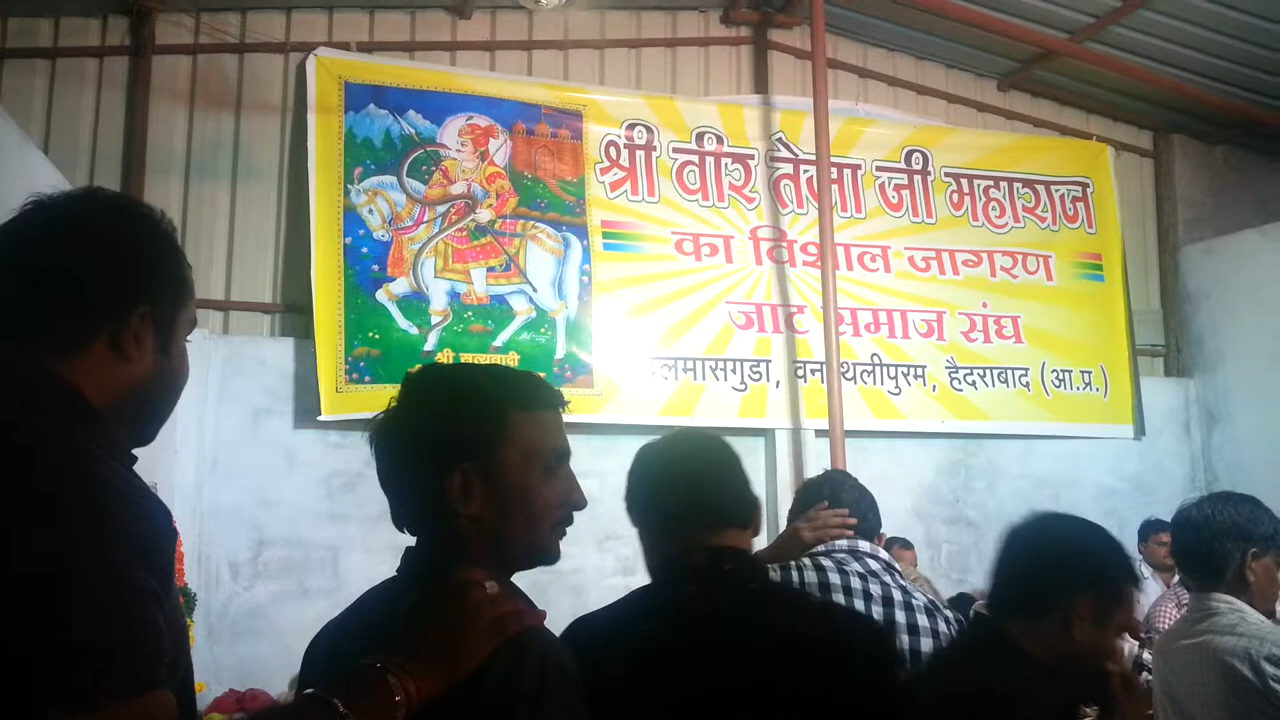 श्री वीर तेजा जी महाराज
का विशाल जागरण
जाट समाज संघ
वनस्थलीपुरम, हैदराबाद (आ.प्र.)
श्री सत्यवादी